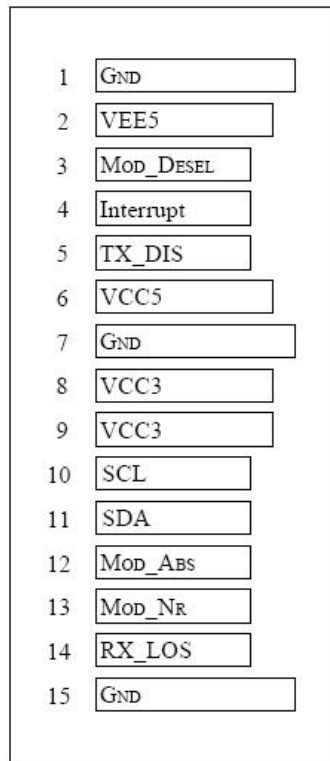 1 GND
2 VEE5
3 MOD_DESEL
4 Interrupt
5 TX_DIS
6 VCC5
7 GND
8 VCC3
9 VCC3
10 SCL
11 SDA
12 MOD_ABS
13 MOD_NR
14 RX_LOS
15 GND